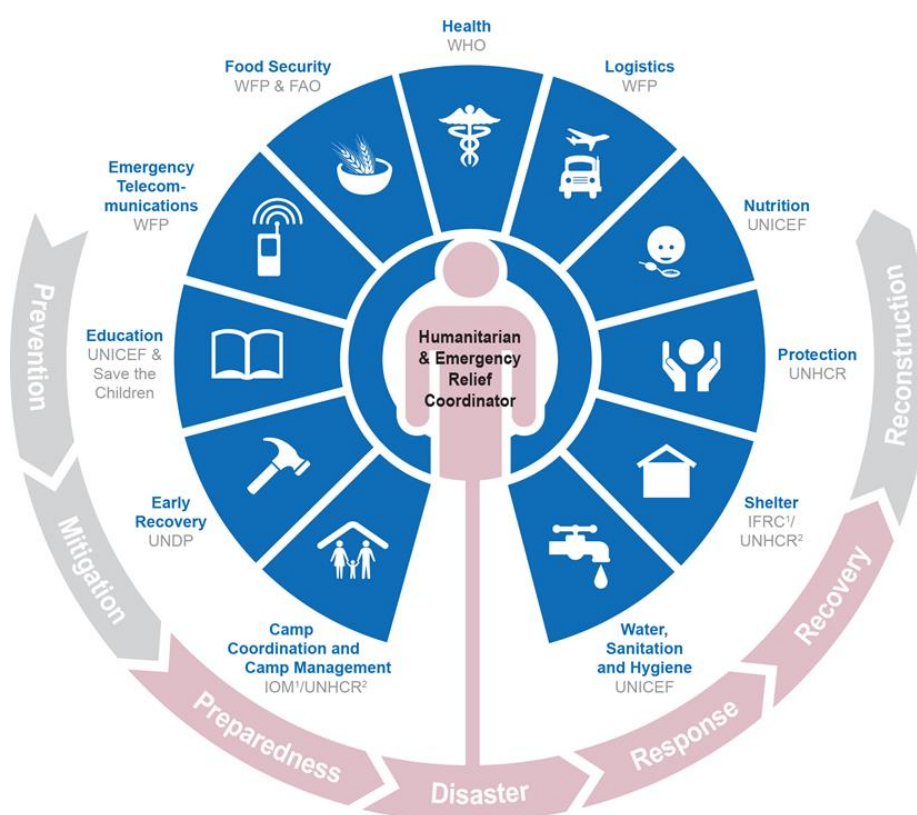 Health
WHO
Food Security
WFP & FAO
Logistics
WFP
Emergency
Telecom-
munications
WFP
Nutrition
UNICEF
Education
UNICEF &
Save the
Children
Protection
UNHCR
Humanitarian
& Emergency
Relief
Coordinator
Early
Recovery
UNDP
Shelter
IFRC¹/
UNHCR²
Camp
Coordination and
Camp Management
IOM¹/UNHCR²
Water,
Sanitation
and Hygiene
UNICEF
Prevention
Mitigation
Preparedness
Disaster
Response
Recovery
Reconstruction